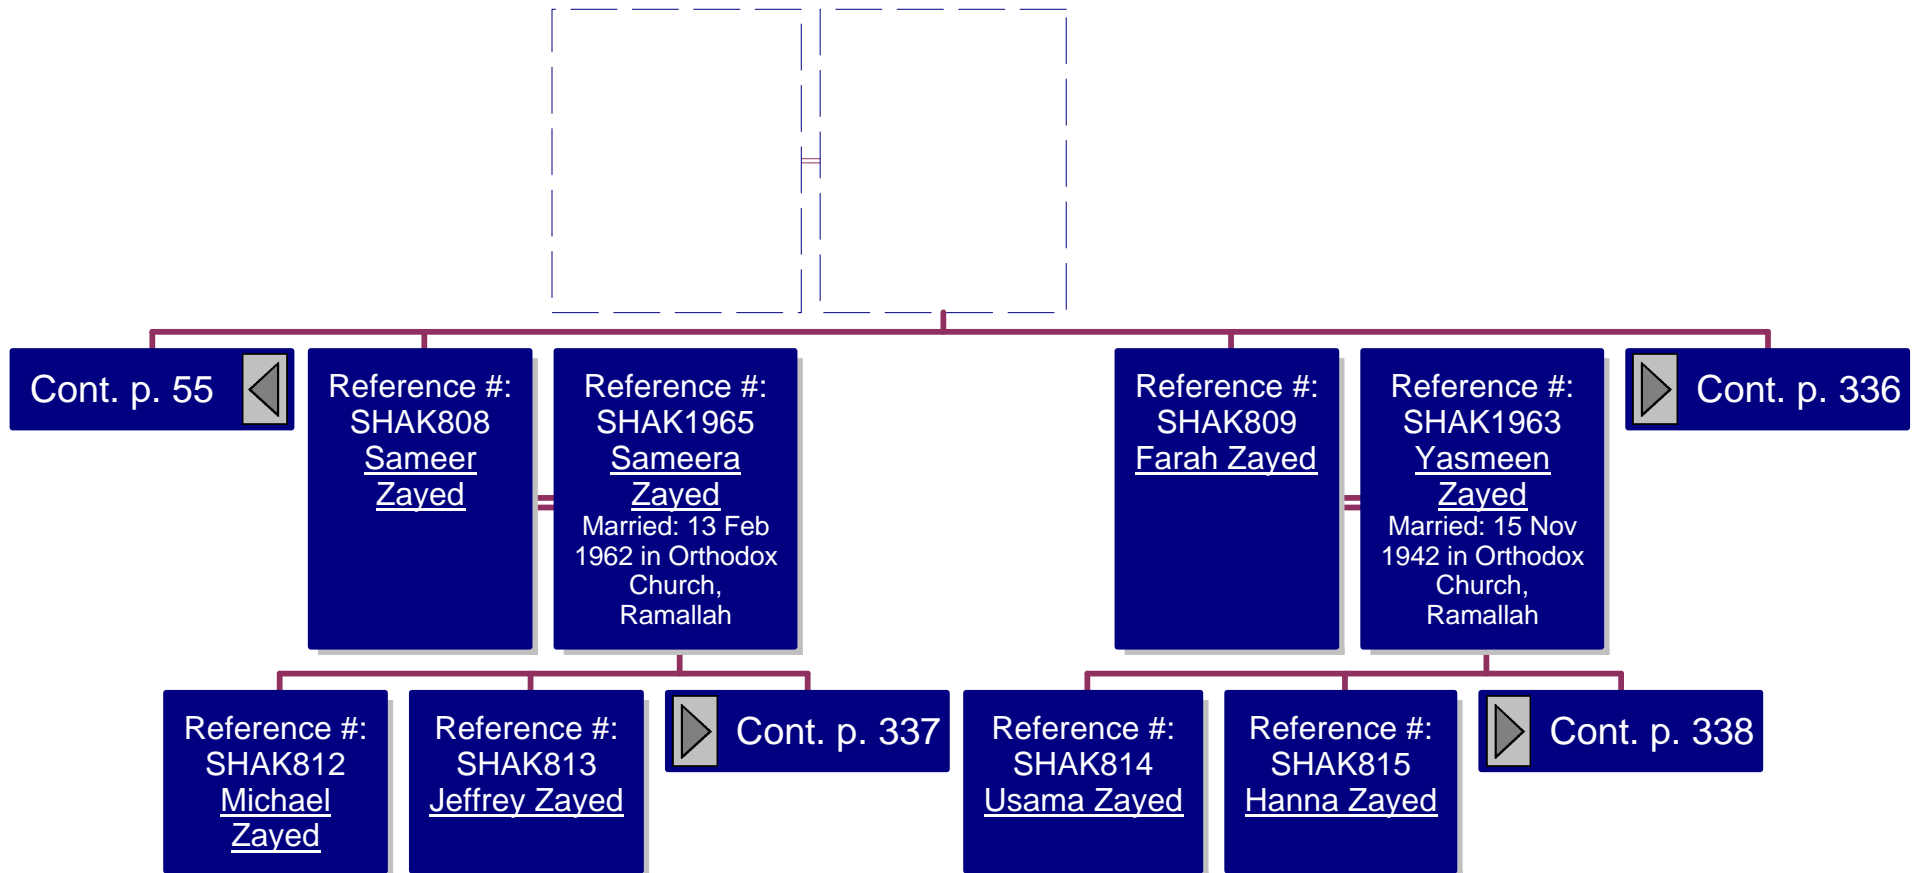 Cont. p. 55
Reference #:
SHAK808
Sameer
Zayed
Reference #:
SHAK1965
Sameera
Zayed
Married: 13 Feb
1962 in Orthodox
Church,
Ramallah
Reference #:
SHAK809
Farah Zayed
Reference #:
SHAK1963
Yasmeen
Zayed
Married: 15 Nov
1942 in Orthodox
Church,
Ramallah
Cont. p. 336
Reference #:
SHAK812
Michael
Zayed
Reference #:
SHAK813
Jeffrey Zayed
Cont. p. 337
Reference #:
SHAK814
Usama Zayed
Reference #:
SHAK815
Hanna Zayed
Cont. p. 338